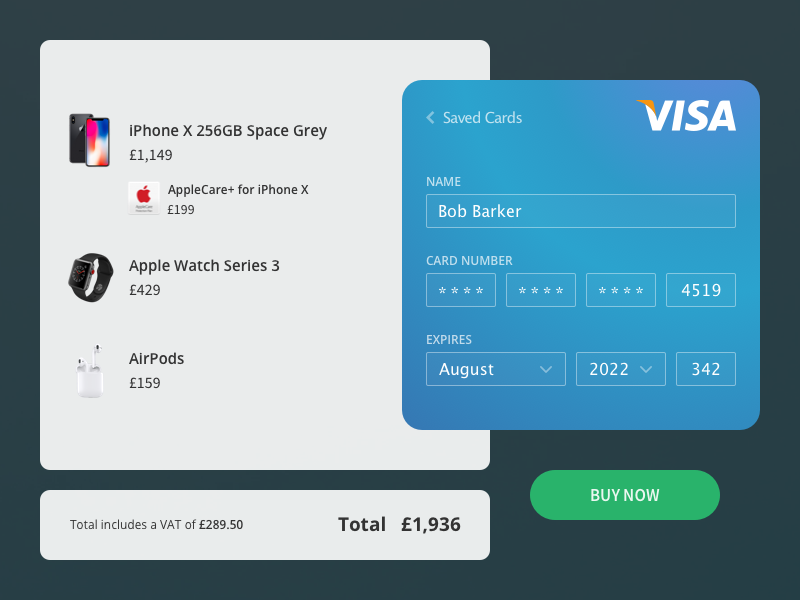 iPhone X 256GB Space Grey
£1,149
AppleCare+ for iPhone X
£199
Apple Watch Series 3
£429
AirPods
£159
Total includes a VAT of £289.50
Total £1,936
Saved Cards
VISA
NAME
Bob Barker
CARD NUMBER
**** **** **** 4519
EXPIRES
August 2022 342
BUY NOW